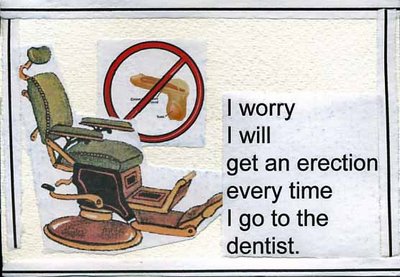 I worry
I will
get an erection
every time
I go to the
dentist.